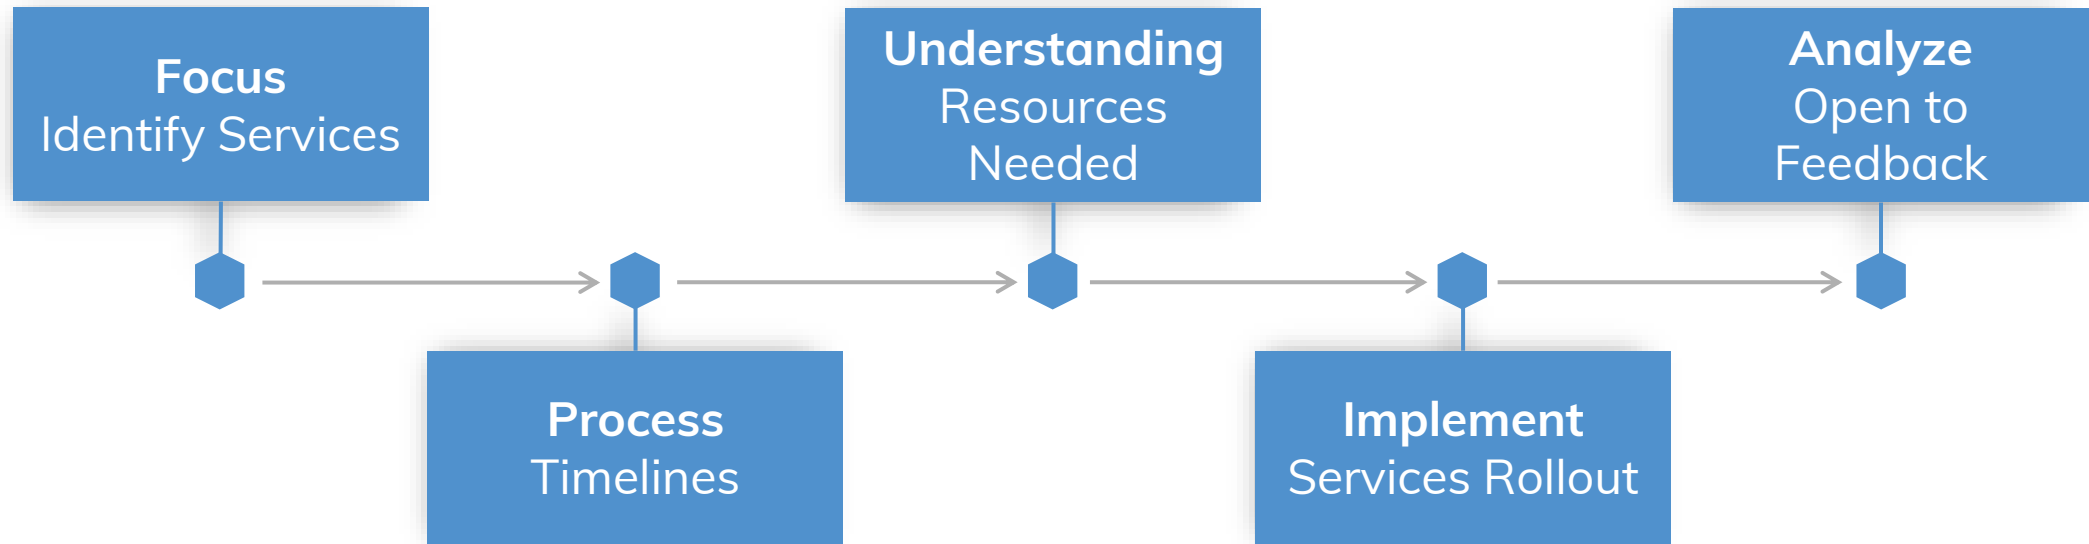 Focus
Identify Services
Process
Timelines
Understanding
Resources
Needed
Implement
Services Rollout
Analyze
Open to
Feedback